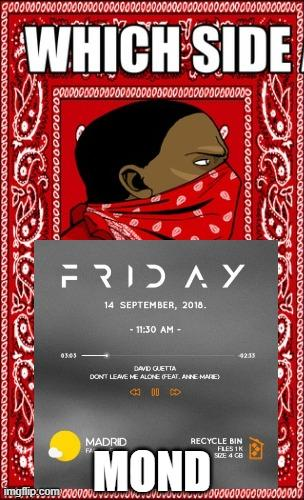 WHICH SIDE
FRIDAY
14 SEPTEMBER, 2018.
- 11:30 AM -
03:03
-02:33
DAVID GUETTA
DON'T LEAVE ME ALONE (FEAT. ANNE-MARIE)
MADRID
RECYCLE BIN
FILES 1 K
SIZE 4 GB
MOND
imgflip.com